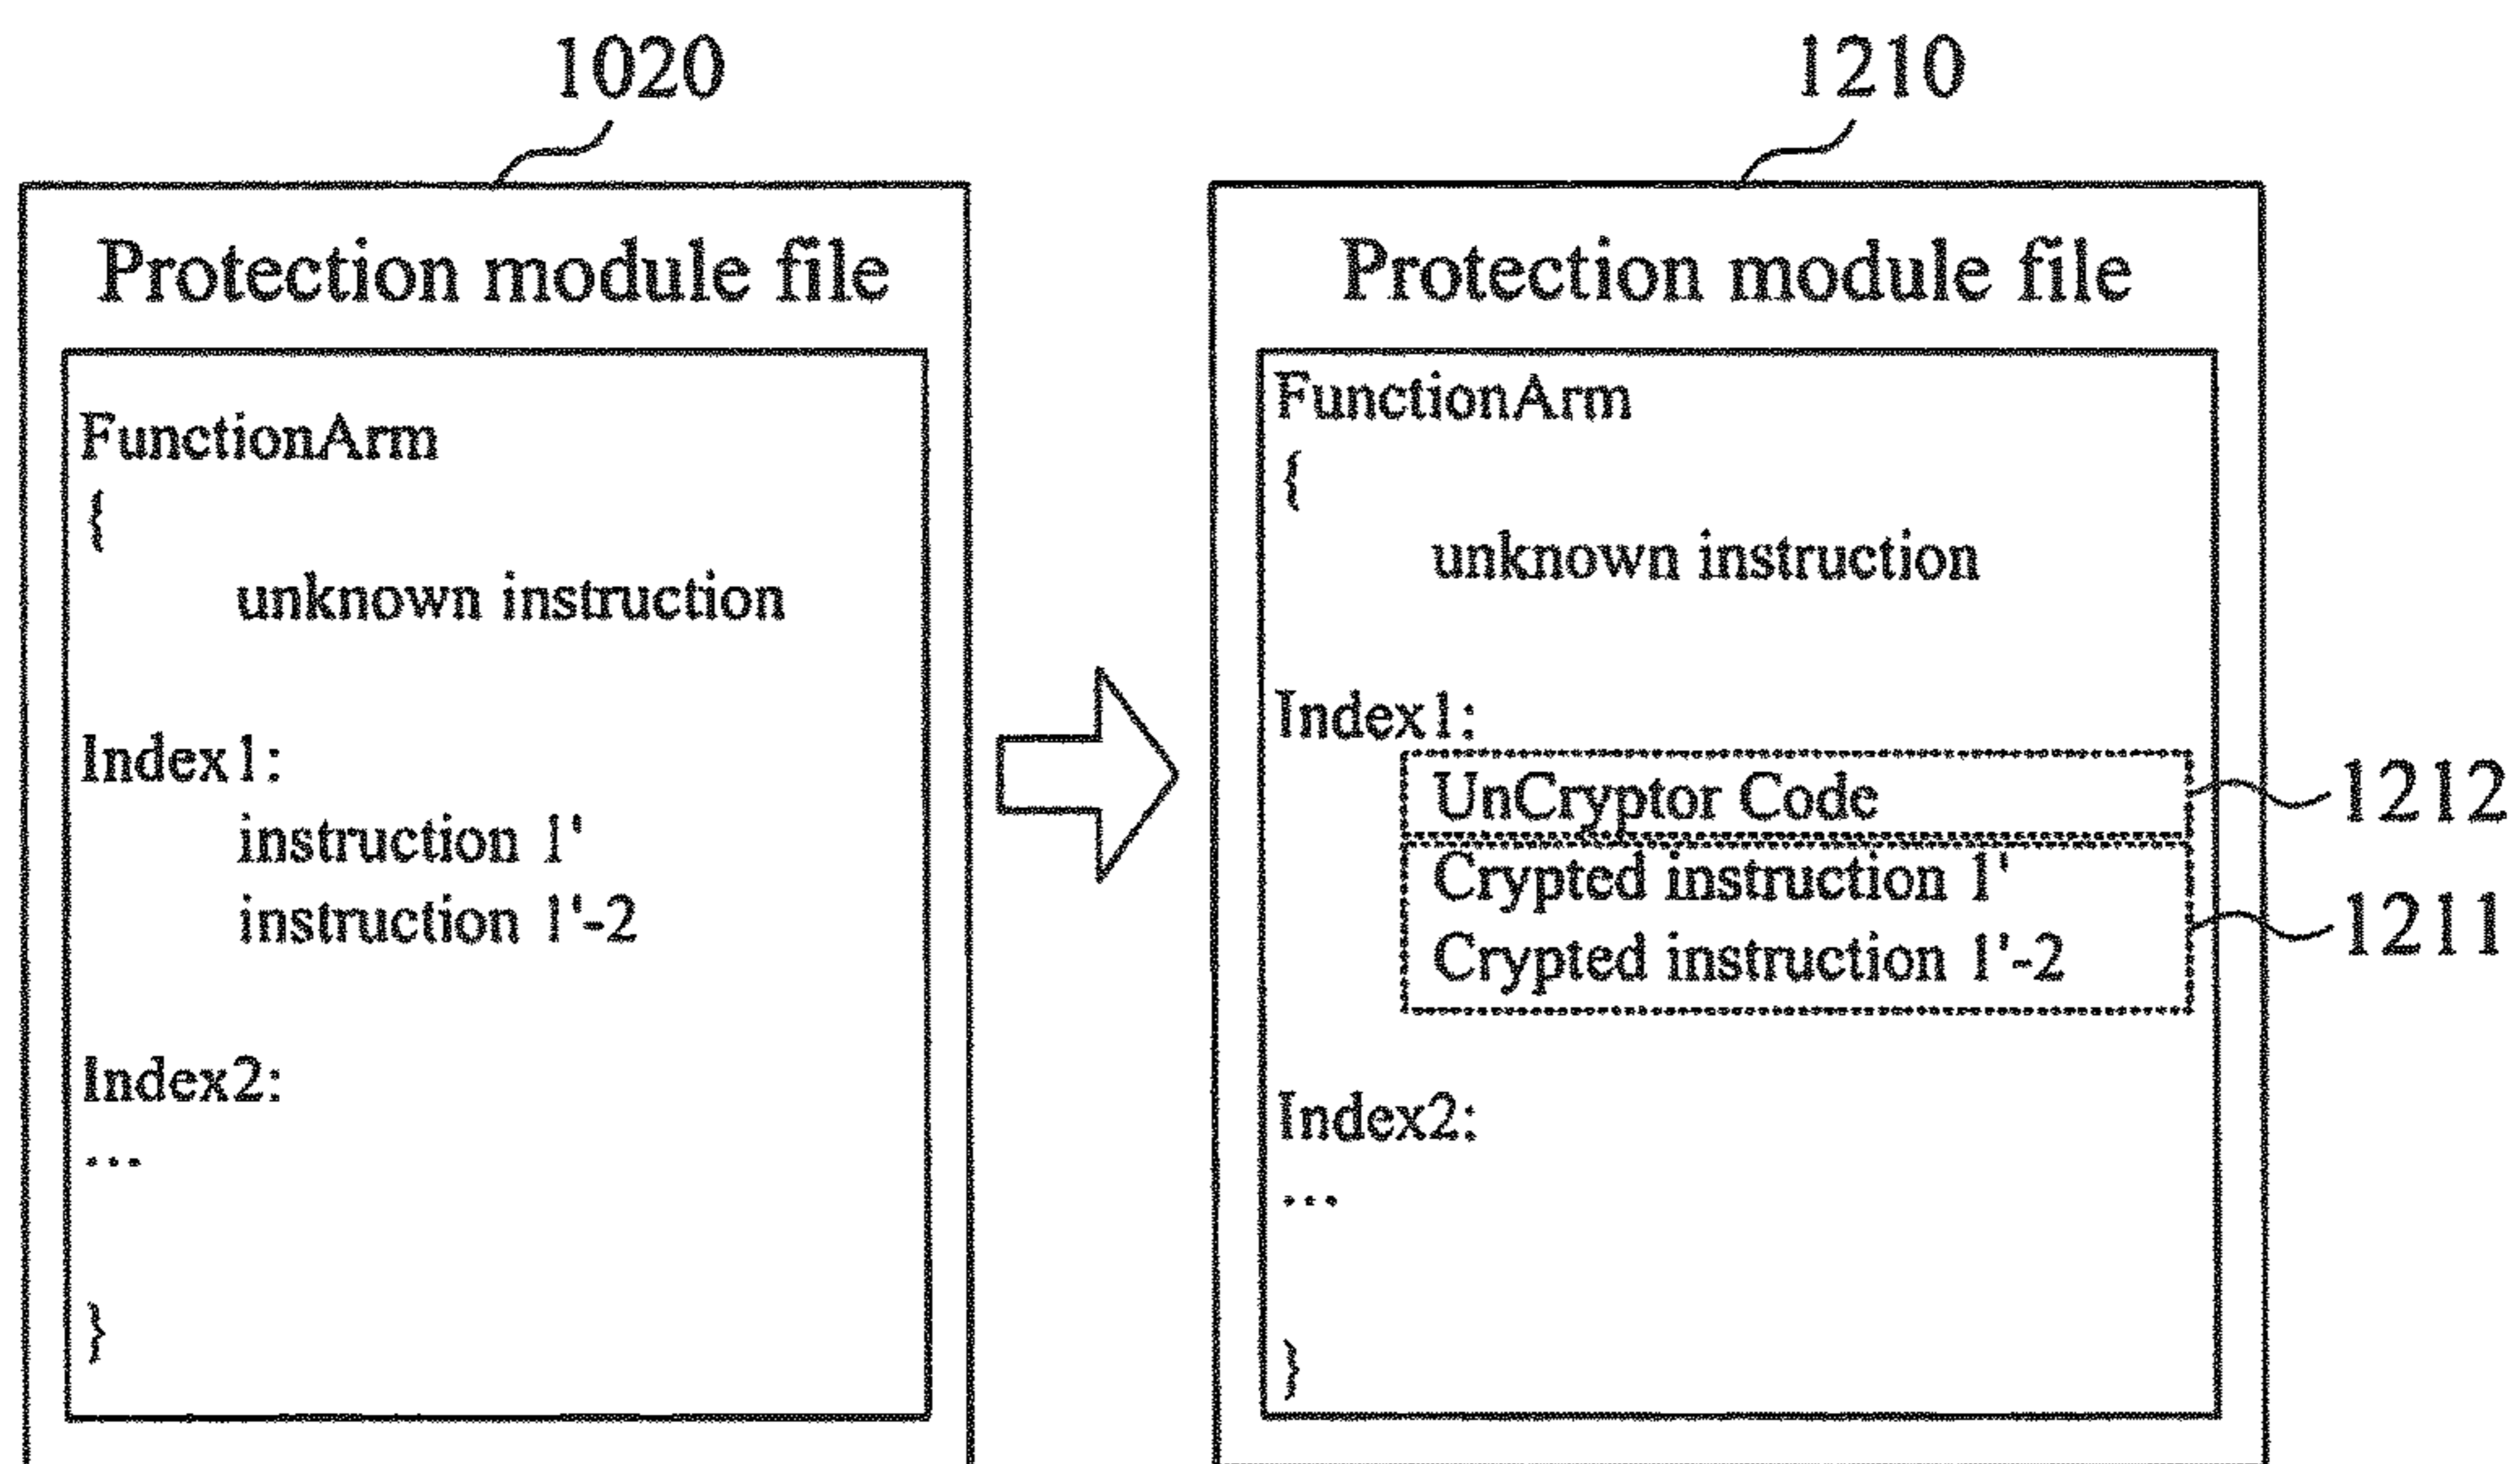 1020
Protection module file
FunctionArm
{
unknown instruction
Index1:
instruction 1'
instruction 1'-2
Index2:
...
}
1210
Protection module file
FunctionArm
{
unknown instruction
Index1:
UnCryptor Code
Crypted instruction 1'
Crypted instruction 1'-2
Index2:
...
}
1212
1211